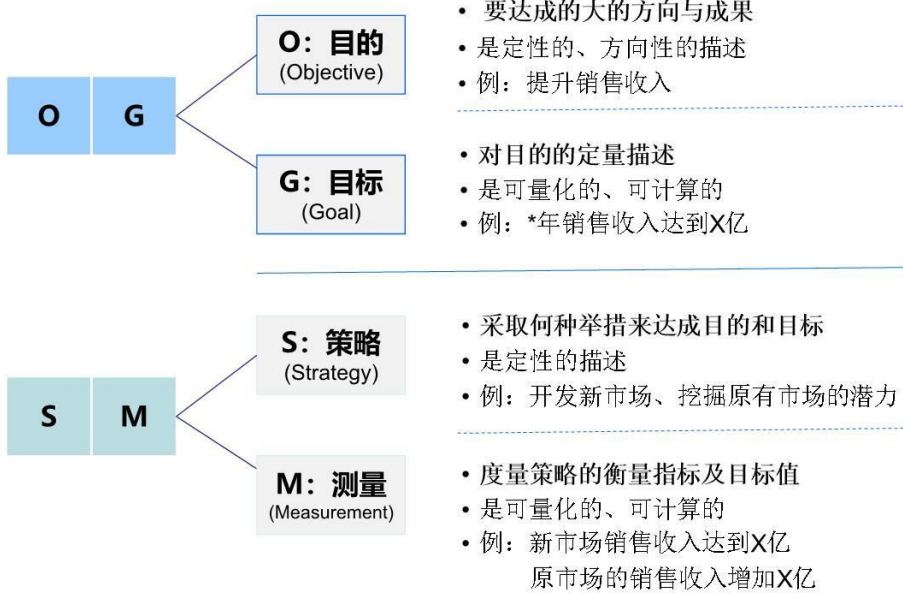 O G
O：目的
(Objective)
• 要达成的大的方向与成果
• 是定性的、方向性的描述
• 例：提升销售收入
G：目标
(Goal)
• 对目的的定量描述
• 是可量化的、可计算的
• 例：*年销售收入达到X亿
S M
S：策略
(Strategy)
• 采取何种举措来达成目的和目标
• 是定性的描述
• 例：开发新市场、挖掘原有市场的潜力
M：测量
(Measurement)
• 度量策略的衡量指标及目标值
• 是可量化的、可计算的
• 例：新市场销售收入达到X亿
原市场的销售收入增加X亿